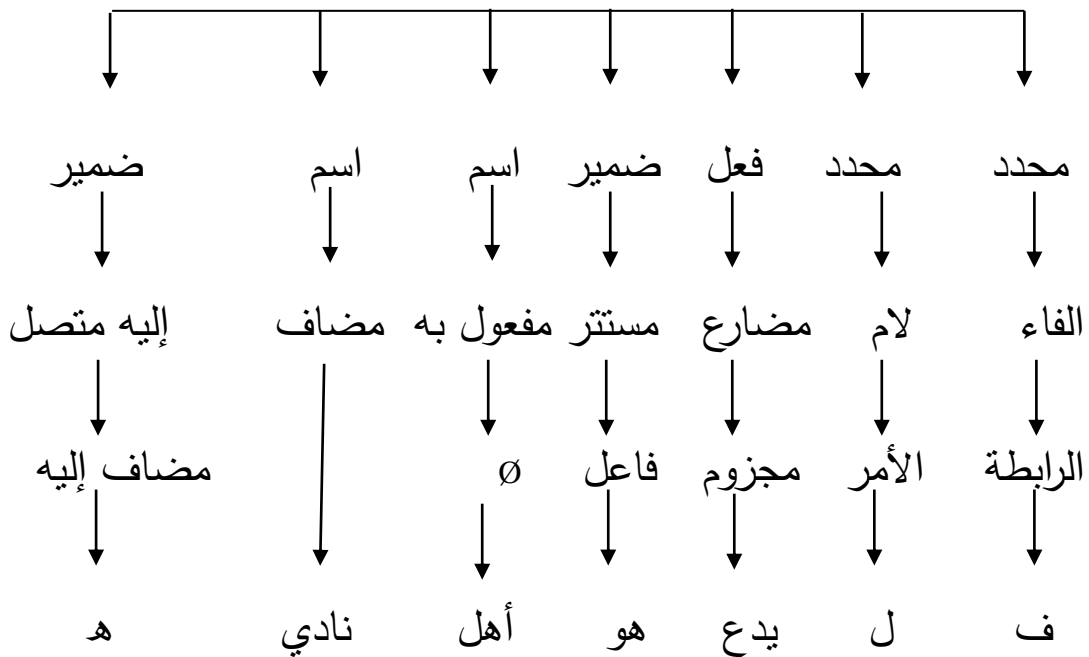 محدد محدد فعل ضمير اسم اسم ضمير
الفاء لام مضارع مستتر مفعول به مضاف إليه متصل
الرابطة الأمر مجزوم فاعل ø مضاف إليه
ف ل يدع هو أهل نادي ه